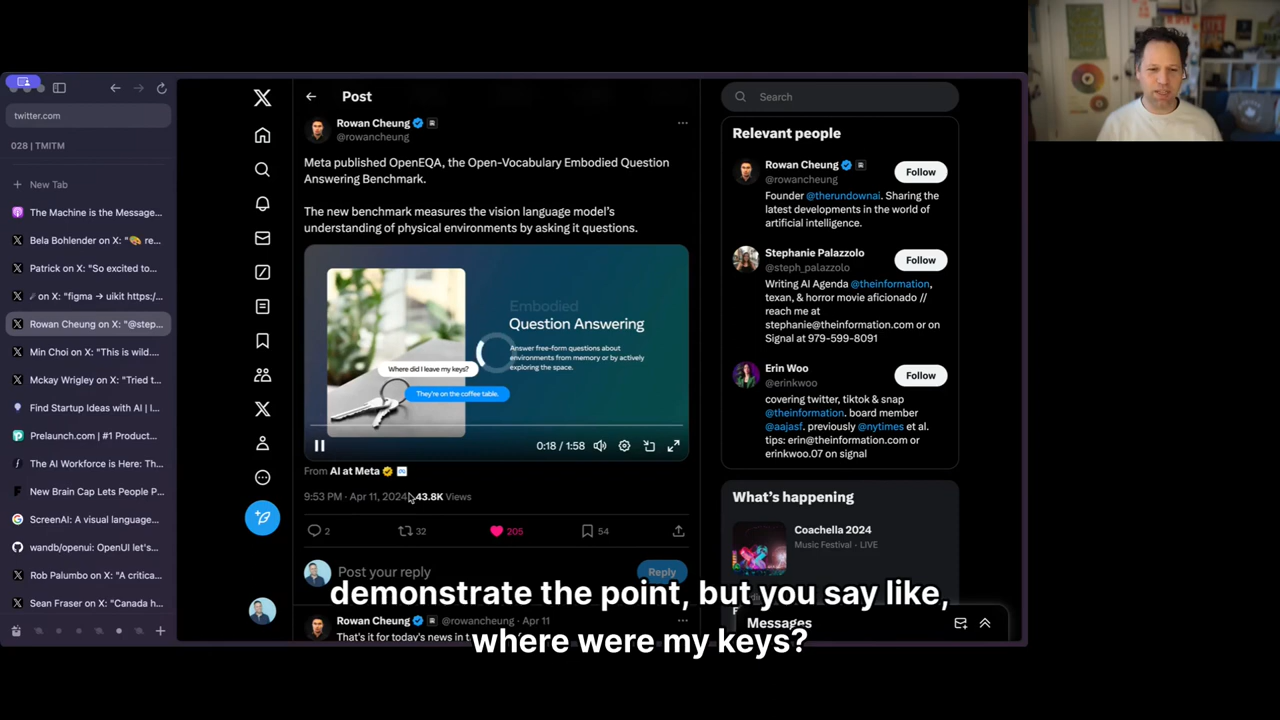 twitter.com
028 | TMITM
New Tab
The Machine is the Message...
Bela Bohlender on X: "🎨 re...
Patrick on X: "So excited to...
on X: "figma → uikit https:/...
Rowan Cheung on X: "@step...
Min Choi on X: "This is wild....
Mckay Wrigley on X: "Tried t...
Find Startup Ideas with AI | I...
Prelaunch.com | #1 Product...
The AI Workforce is Here: Th...
New Brain Cap Lets People P...
ScreenAI: A visual language...
wandb/openui: OpenUI let's...
Rob Palumbo on X: "A critica...
Sean Fraser on X: "Canada h...
Post
Rowan Cheung
@rowancheung
Meta published OpenEQA, the Open-Vocabulary Embodied Question
Answering Benchmark.
The new benchmark measures the vision language model's
understanding of physical environments by asking it questions.
Embodied
Question Answering
Answer free-form questions about
environments from memory or by actively
exploring the space.
Where did I leave my keys?
They're on the coffee table.
0:18 / 1:58
From AI at Meta
9:53 PM · Apr 11, 2024 · 43.8K Views
2
32
205
54
Post your reply
Reply
Rowan Cheung @rowancheung · Apr 11
That's it for today's news in t
Search
Relevant people
Rowan Cheung
@rowancheung
Follow
Founder @therundownai. Sharing the
latest developments in the world of
artificial intelligence.
Stephanie Palazzolo
@steph_palazzolo
Follow
Writing AI Agenda @theinformation,
texan, & horror movie aficionado //
reach me at
stephanie@theinformation.com or on
Signal at 979-599-8091
Erin Woo
@erinkwoo
Follow
covering twitter, tiktok & snap
@theinformation. board member
@aajasf. previously @nytimes et al.
tips: erin@theinformation.com or
erinkwoo.07 on signal
What's happening
Coachella 2024
Music Festival · LIVE
Messages
demonstrate the point, but you say like,
where were my keys?